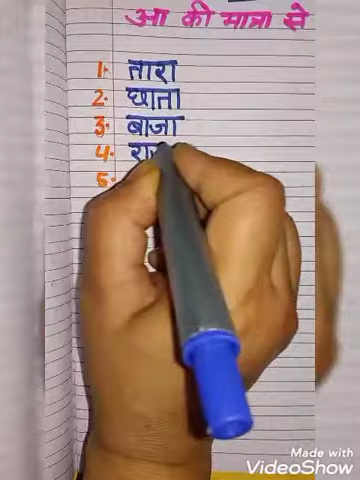 आ की मात्रा से
1. तारा
2. छाता
3. बाजा
4.
5.
Made with
VideoShow